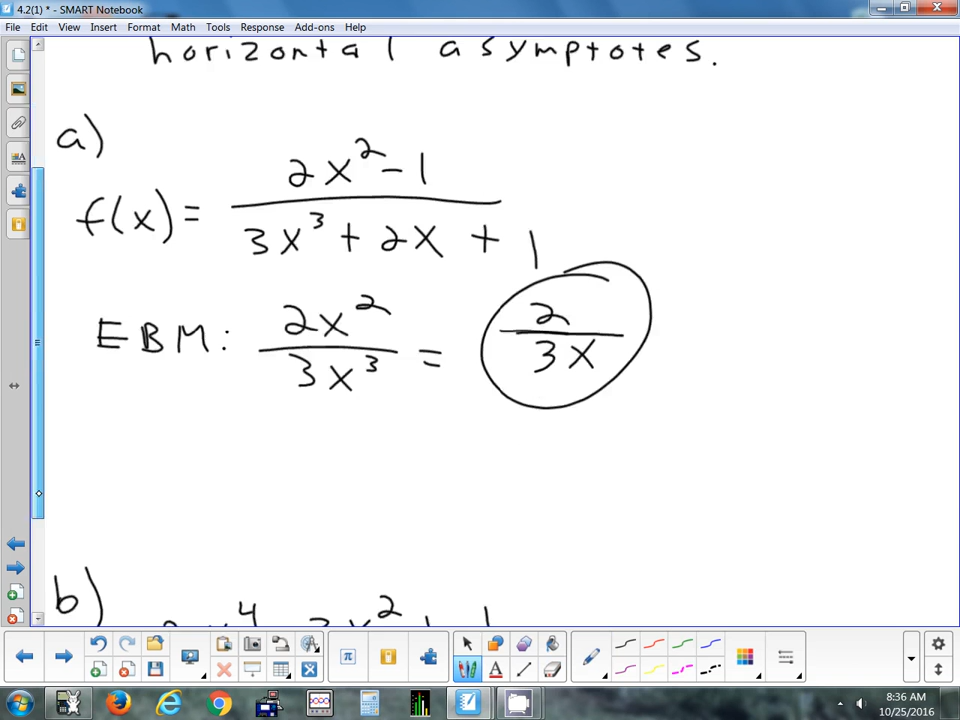 4.2(1) * - SMART Notebook
File Edit View Insert Format Math Tools Response Add-ons Help
horizontal asymptotes.
a)
f(x) = (2x² - 1) / (3x³ + 2x + 1)
EBM: 2x² / 3x³ = 2 / 3x
b)
8:36 AM
10/25/2016